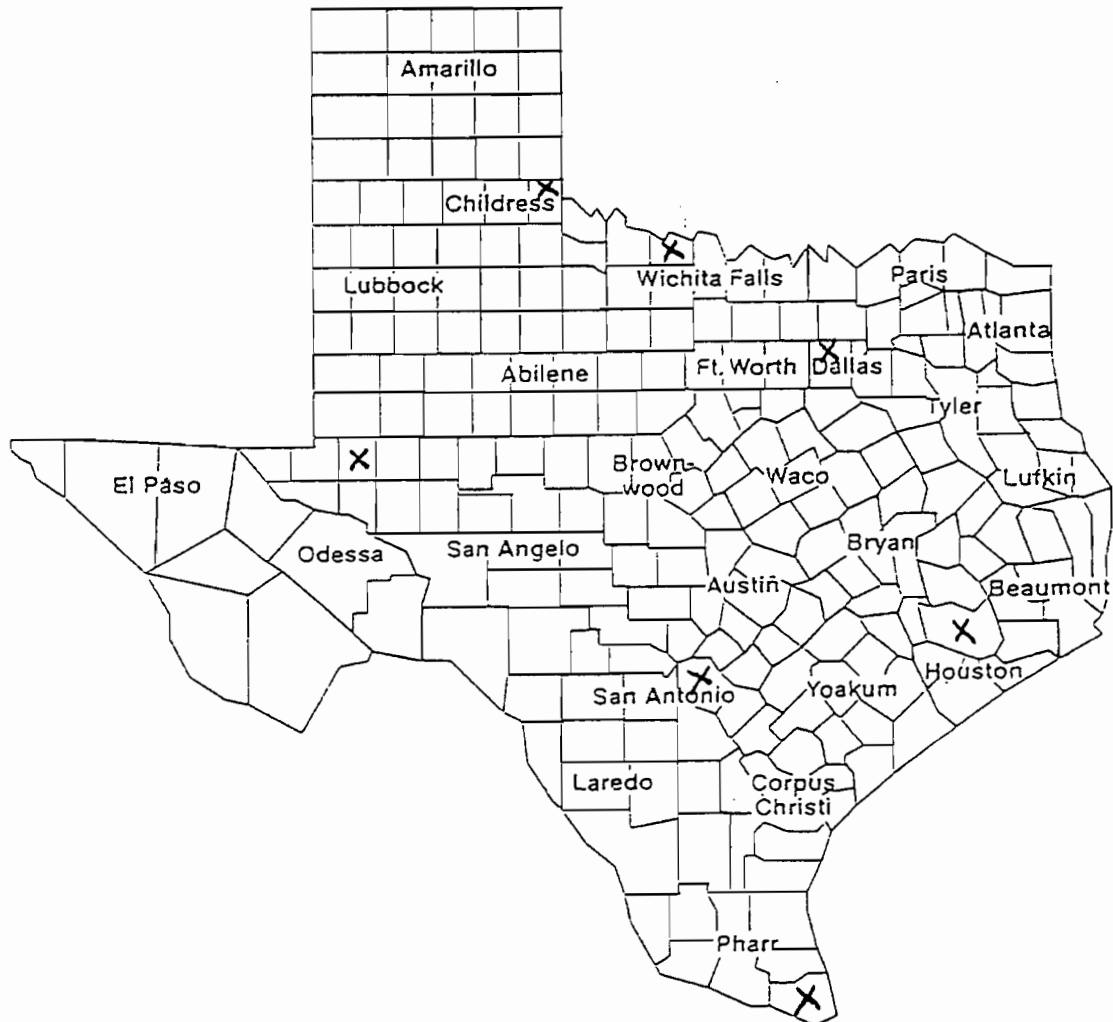 Amarillo
Childress
Wichita Falls
Paris
Lubbock
Atlanta
Abilene
Ft. Worth
Dallas
Tyler
El Paso
Brown-
wood
Waco
Lufkin
Odessa
San Angelo
Bryan
Austin
Beaumont
Houston
San Antonio
Yoakum
Laredo
Corpus
Christi
Pharr